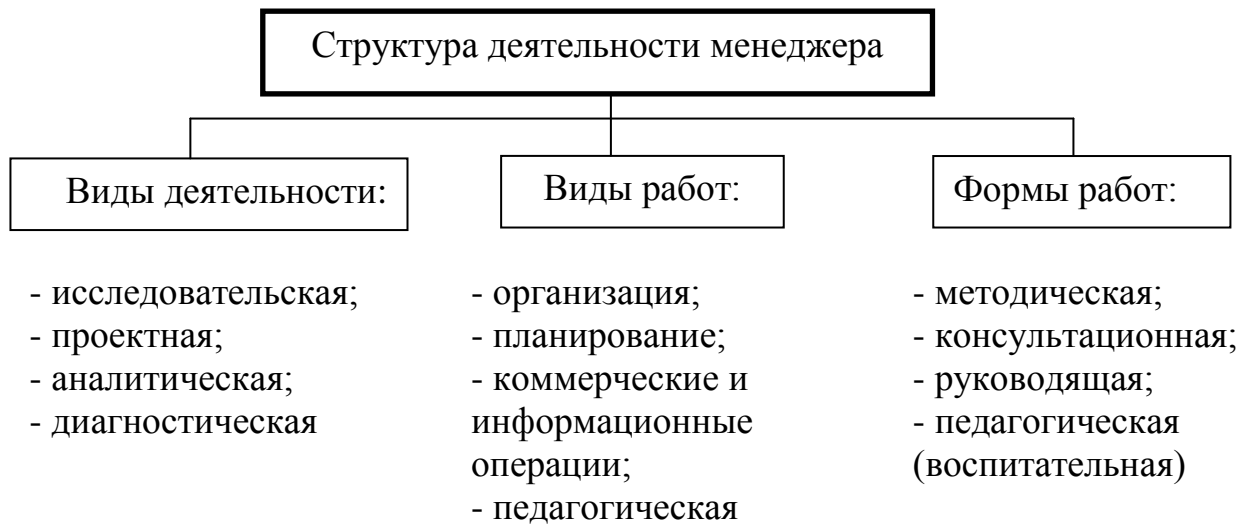 Структура деятельности менеджера
Виды деятельности:
- исследовательская;
- проектная;
- аналитическая;
- диагностическая
Виды работ:
- организация;
- планирование;
- коммерческие и
информационные
операции;
- педагогическая
Формы работ:
- методическая;
- консультационная;
- руководящая;
- педагогическая
(воспитательная)